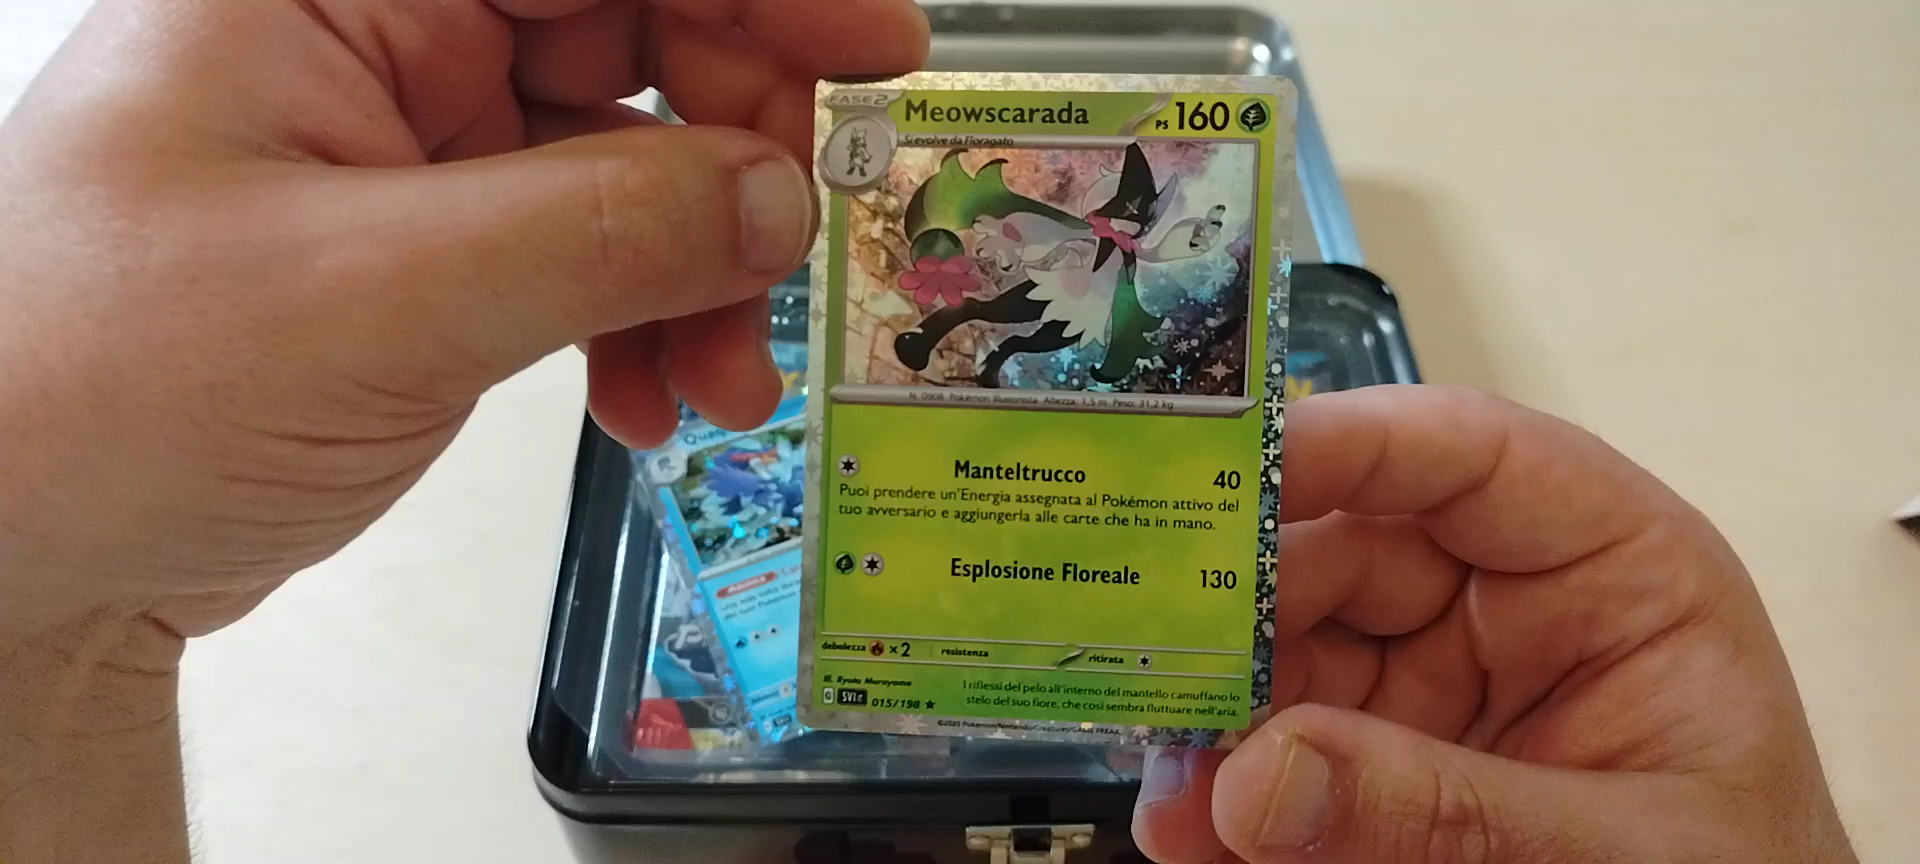 FASE 2
Meowscarada
PS 160
Si evolve da Floragato
N. 0908 Pokémon Illusionista Altezza: 1,5 m Peso: 31,2 kg
Manteltrucco 40
Puoi prendere un'Energia assegnata al Pokémon attivo del
tuo avversario e aggiungerla alle carte che ha in mano.
Esplosione Floreale 130
debolezza ×2 resistenza ritirata
Ill. Ryota Murayama
G SVI IT 015/198 ★
I riflessi del pelo all'interno del mantello camuffano lo
stelo del suo fiore, che così sembra fluttuare nell'aria.
©2023 Pokémon/Nintendo/Creatures/GAME FREAK
Quaq
Abilità